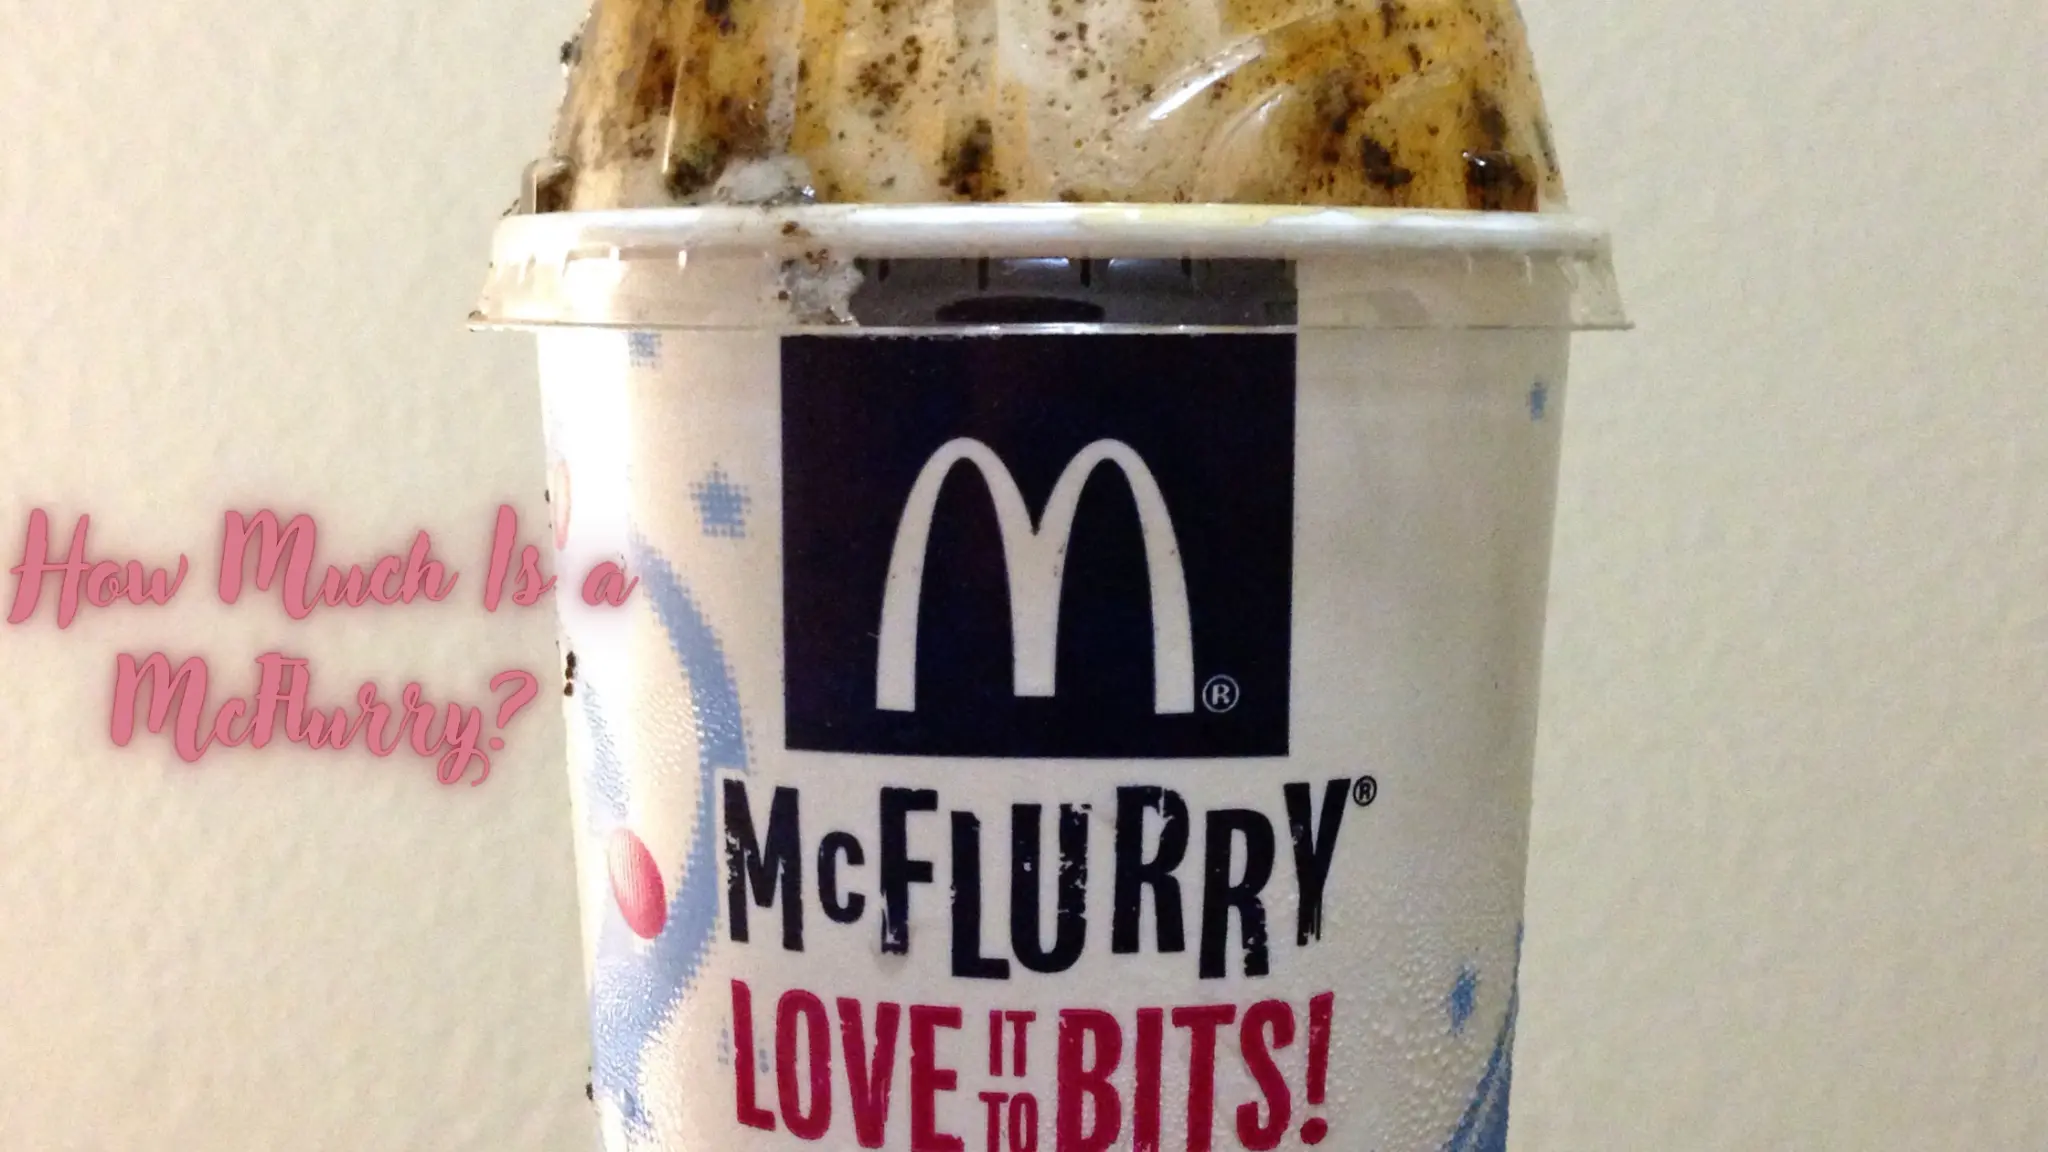 How Much Is a
McFlurry?
M®
McFLURRY®
LOVE IT TO BITS!